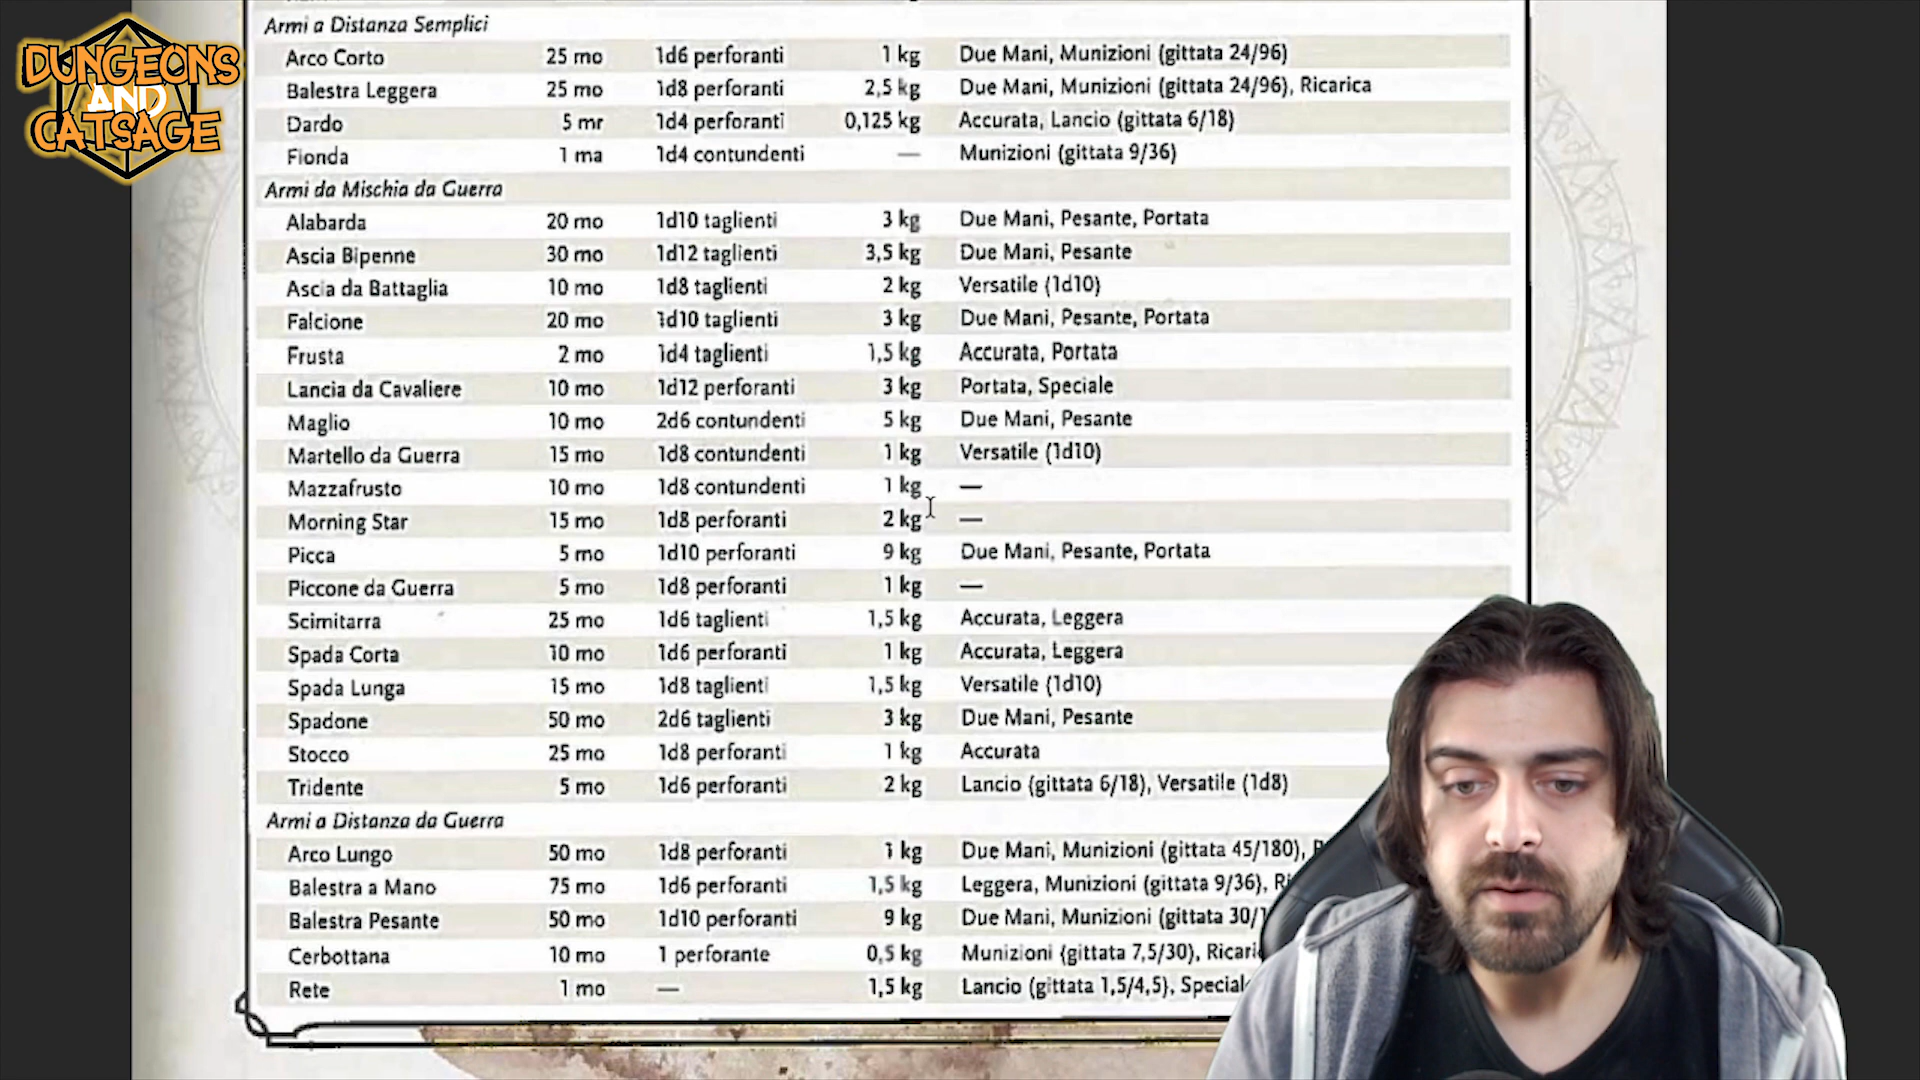 DUNGEONS
AND
CATSAGE
Armi a Distanza Semplici
Arco Corto 25 mo 1d6 perforanti 1 kg Due Mani, Munizioni (gittata 24/96)
Balestra Leggera 25 mo 1d8 perforanti 2,5 kg Due Mani, Munizioni (gittata 24/96), Ricarica
Dardo 5 mr 1d4 perforanti 0,125 kg Accurata, Lancio (gittata 6/18)
Fionda 1 ma 1d4 contundenti — Munizioni (gittata 9/36)
Armi da Mischia da Guerra
Alabarda 20 mo 1d10 taglienti 3 kg Due Mani, Pesante, Portata
Ascia Bipenne 30 mo 1d12 taglienti 3,5 kg Due Mani, Pesante
Ascia da Battaglia 10 mo 1d8 taglienti 2 kg Versatile (1d10)
Falcione 20 mo 1d10 taglienti 3 kg Due Mani, Pesante, Portata
Frusta 2 mo 1d4 taglienti 1,5 kg Accurata, Portata
Lancia da Cavaliere 10 mo 1d12 perforanti 3 kg Portata, Speciale
Maglio 10 mo 2d6 contundenti 5 kg Due Mani, Pesante
Martello da Guerra 15 mo 1d8 contundenti 1 kg Versatile (1d10)
Mazzafrusto 10 mo 1d8 contundenti 1 kg —
Morning Star 15 mo 1d8 perforanti 2 kg —
Picca 5 mo 1d10 perforanti 9 kg Due Mani, Pesante, Portata
Piccone da Guerra 5 mo 1d8 perforanti 1 kg —
Scimitarra 25 mo 1d6 taglienti 1,5 kg Accurata, Leggera
Spada Corta 10 mo 1d6 perforanti 1 kg Accurata, Leggera
Spada Lunga 15 mo 1d8 taglienti 1,5 kg Versatile (1d10)
Spadone 50 mo 2d6 taglienti 3 kg Due Mani, Pesante
Stocco 25 mo 1d8 perforanti 1 kg Accurata
Tridente 5 mo 1d6 perforanti 2 kg Lancio (gittata 6/18), Versatile (1d8)
Armi a Distanza da Guerra
Arco Lungo 50 mo 1d8 perforanti 1 kg Due Mani, Munizioni (gittata 45/180),
Balestra a Mano 75 mo 1d6 perforanti 1,5 kg Leggera, Munizioni (gittata 9/36), Ri
Balestra Pesante 50 mo 1d10 perforanti 9 kg Due Mani, Munizioni (gittata 30/1
Cerbottana 10 mo 1 perforante 0,5 kg Munizioni (gittata 7,5/30), Ricari
Rete 1 mo — 1,5 kg Lancio (gittata 1,5/4,5), Special